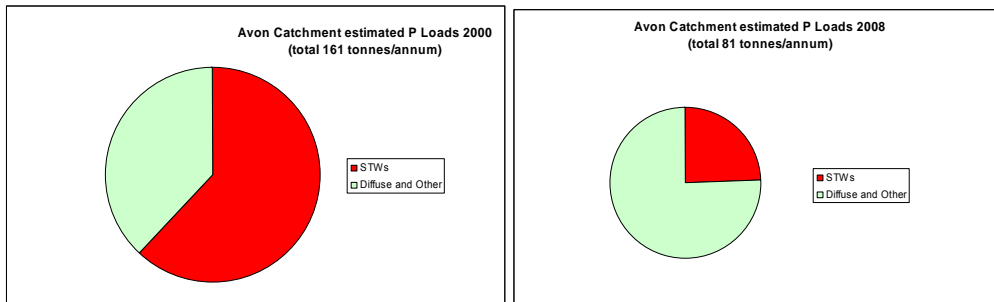 Avon Catchment estimated P Loads 2000
(total 161 tonnes/annum)
STWs
Diffuse and Other
Avon Catchment estimated P Loads 2008
(total 81 tonnes/annum)
STWs
Diffuse and Other